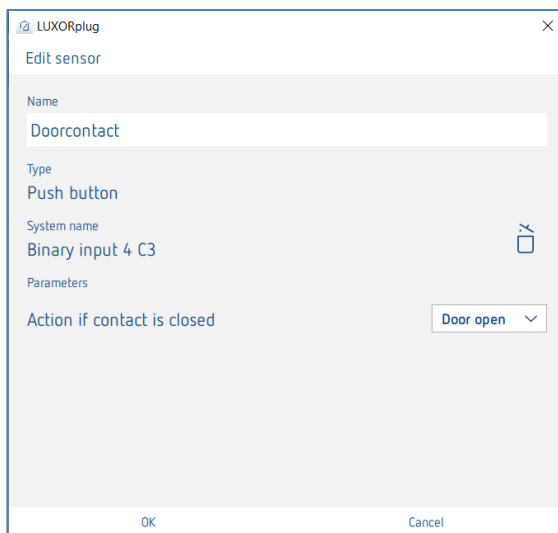 LUXORplug
Edit sensor
Name
Doorcontact
Type
Push button
System name
Binary input 4 C3
Parameters
Action if contact is closed
Door open
OK
Cancel